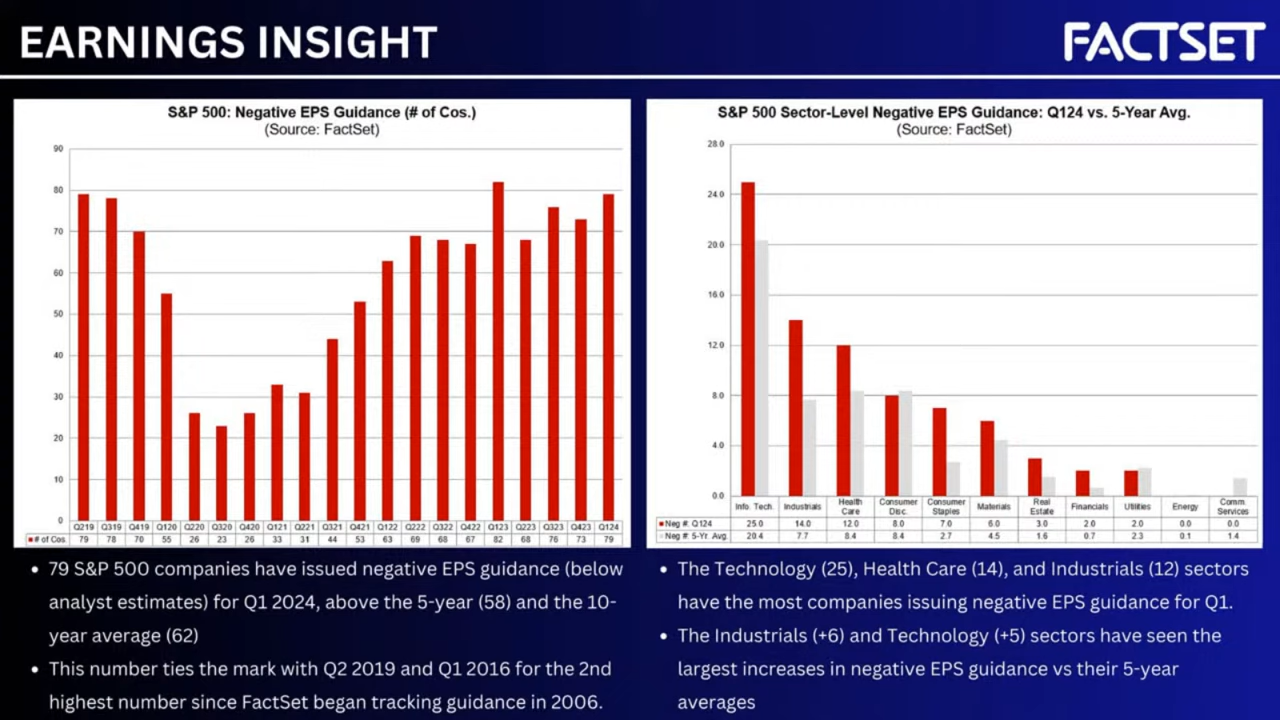 EARNINGS INSIGHT
FACTSET
S&P 500: Negative EPS Guidance (# of Cos.)
(Source: FactSet)
90
80
70
60
50
40
30
20
10
0
Q219 Q319 Q419 Q120 Q220 Q320 Q420 Q121 Q221 Q321 Q421 Q122 Q222 Q322 Q422 Q123 Q223 Q323 Q423 Q124
# of Cos. 79 78 70 55 26 23 26 33 31 44 53 63 69 68 67 82 68 76 73 79
• 79 S&P 500 companies have issued negative EPS guidance (below
analyst estimates) for Q1 2024, above the 5-year (58) and the 10-
year average (62)
• This number ties the mark with Q2 2019 and Q1 2016 for the 2nd
highest number since FactSet began tracking guidance in 2006.
S&P 500 Sector-Level Negative EPS Guidance: Q124 vs. 5-Year Avg.
(Source: FactSet)
28.0
24.0
20.0
16.0
12.0
8.0
4.0
0.0
Info. Tech. Industrials Health Care Consumer Disc. Consumer Staples Materials Real Estate Financials Utilities Energy Comm. Services
Neg #: Q124 25.0 14.0 12.0 8.0 7.0 6.0 3.0 2.0 2.0 0.0 0.0
Neg #: 5-Yr. Avg. 20.4 7.7 8.4 8.4 2.7 4.5 1.6 0.7 2.3 0.1 1.4
• The Technology (25), Health Care (14), and Industrials (12) sectors
have the most companies issuing negative EPS guidance for Q1.
• The Industrials (+6) and Technology (+5) sectors have seen the
largest increases in negative EPS guidance vs their 5-year
averages